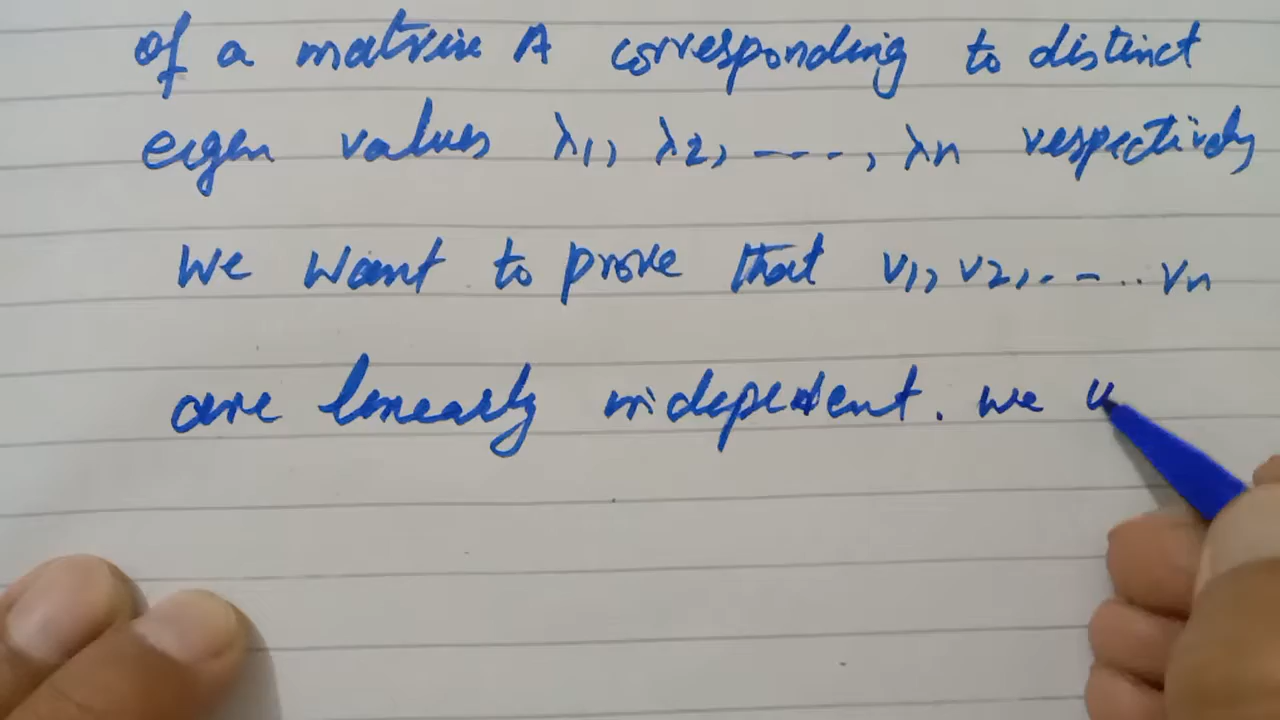 of a matrix A corresponding to distinct
eigen values λ1, λ2, ----, λn respectively
We want to prove that v1, v2, . - - .. vn
are linearly independent. we